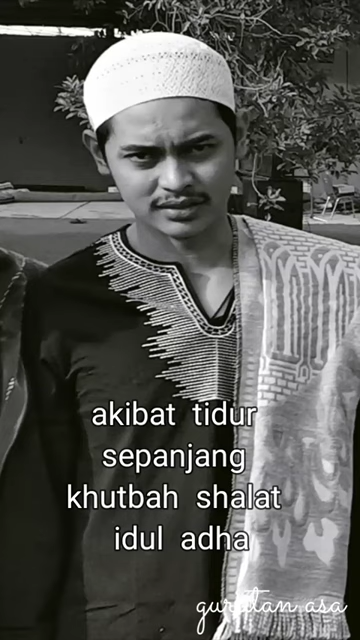 akibat tidur
sepanjang
khutbah shalat
idul adha
guratan asa